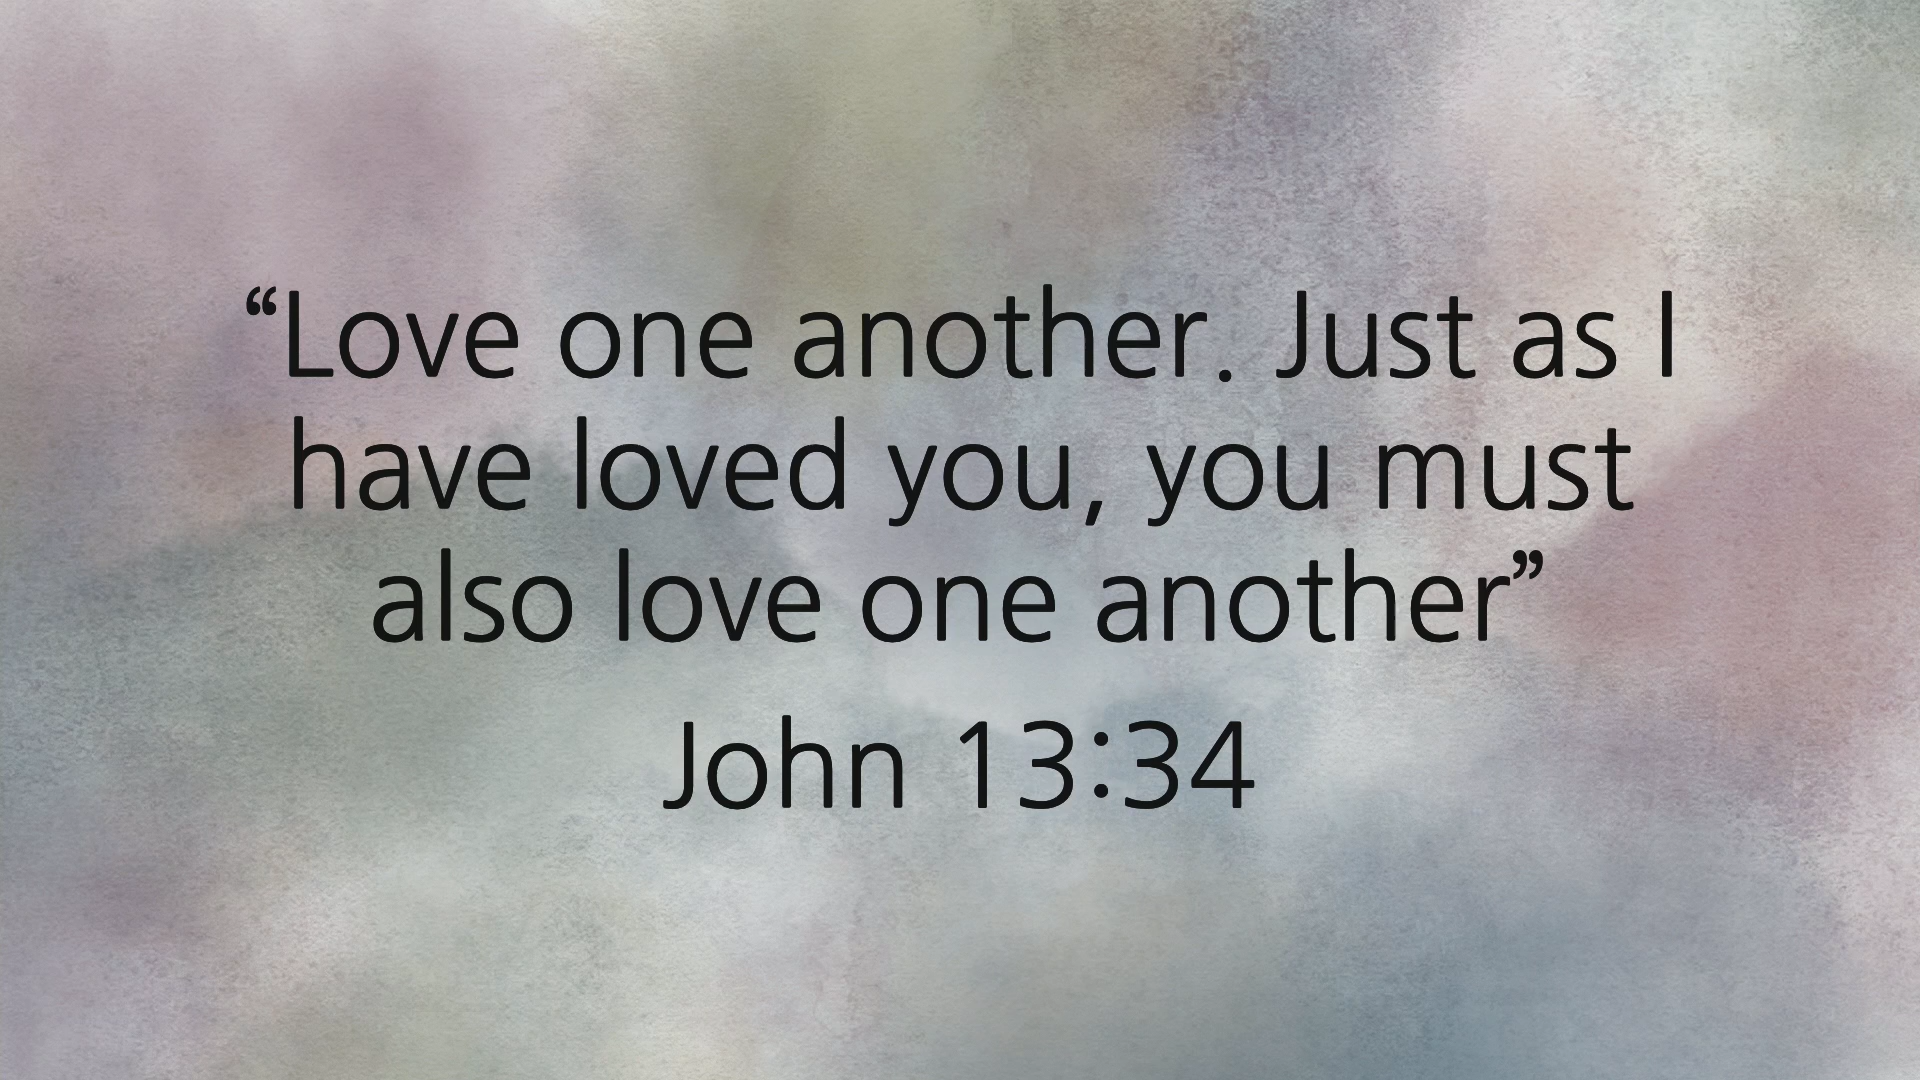 “Love one another. Just as I
have loved you, you must
also love one another”
John 13:34